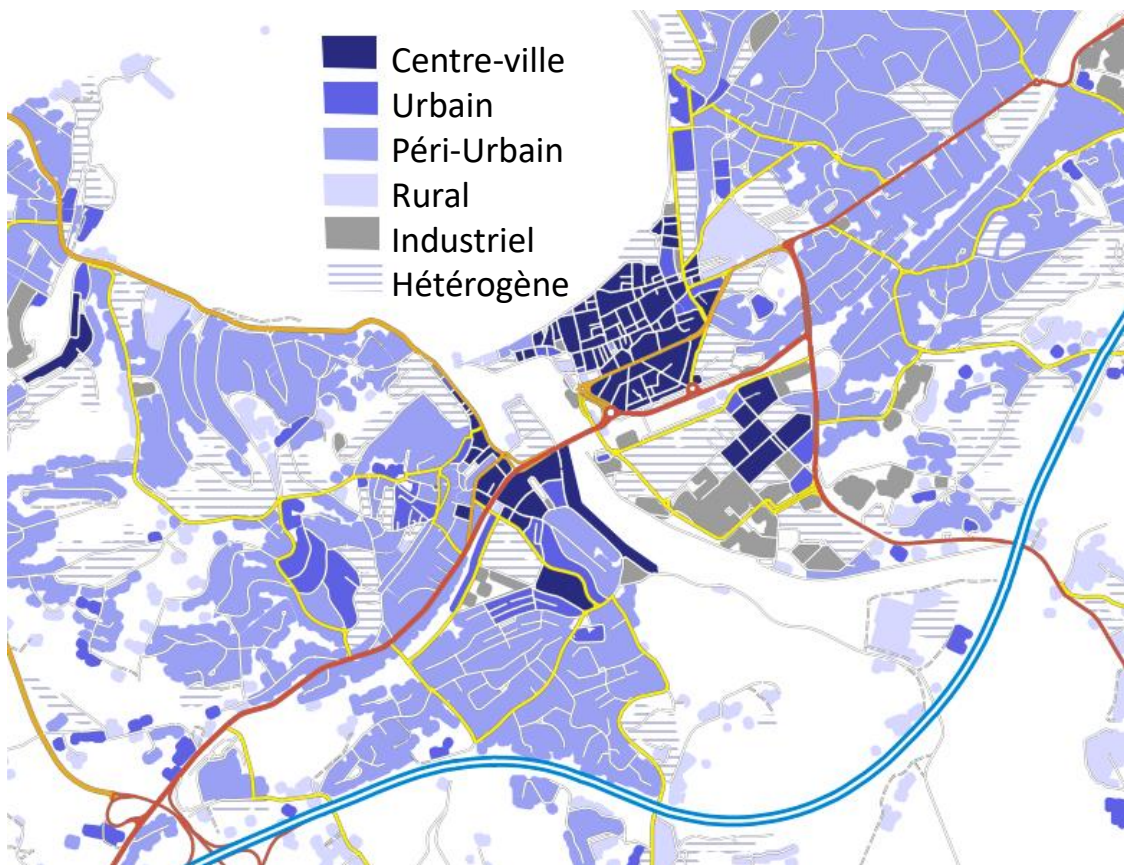 Centre-ville
Urbain
Péri-Urbain
Rural
Industriel
Hétérogène